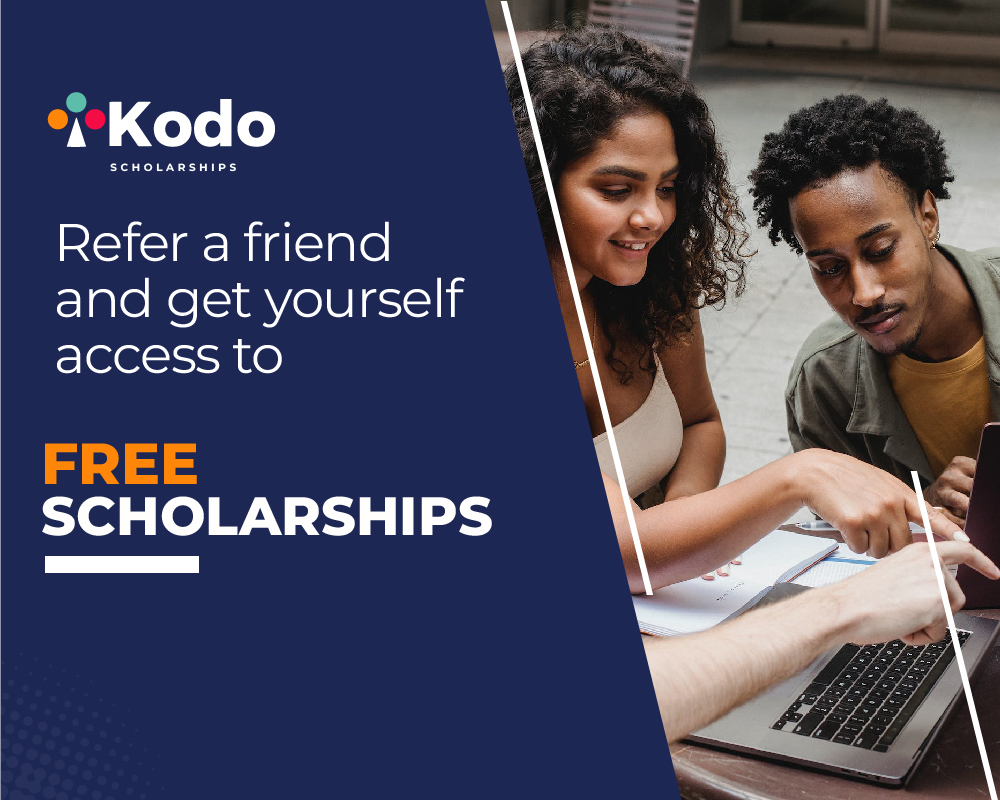 Kodo
SCHOLARSHIPS
Refer a friend
and get yourself
access to
FREE
SCHOLARSHIPS